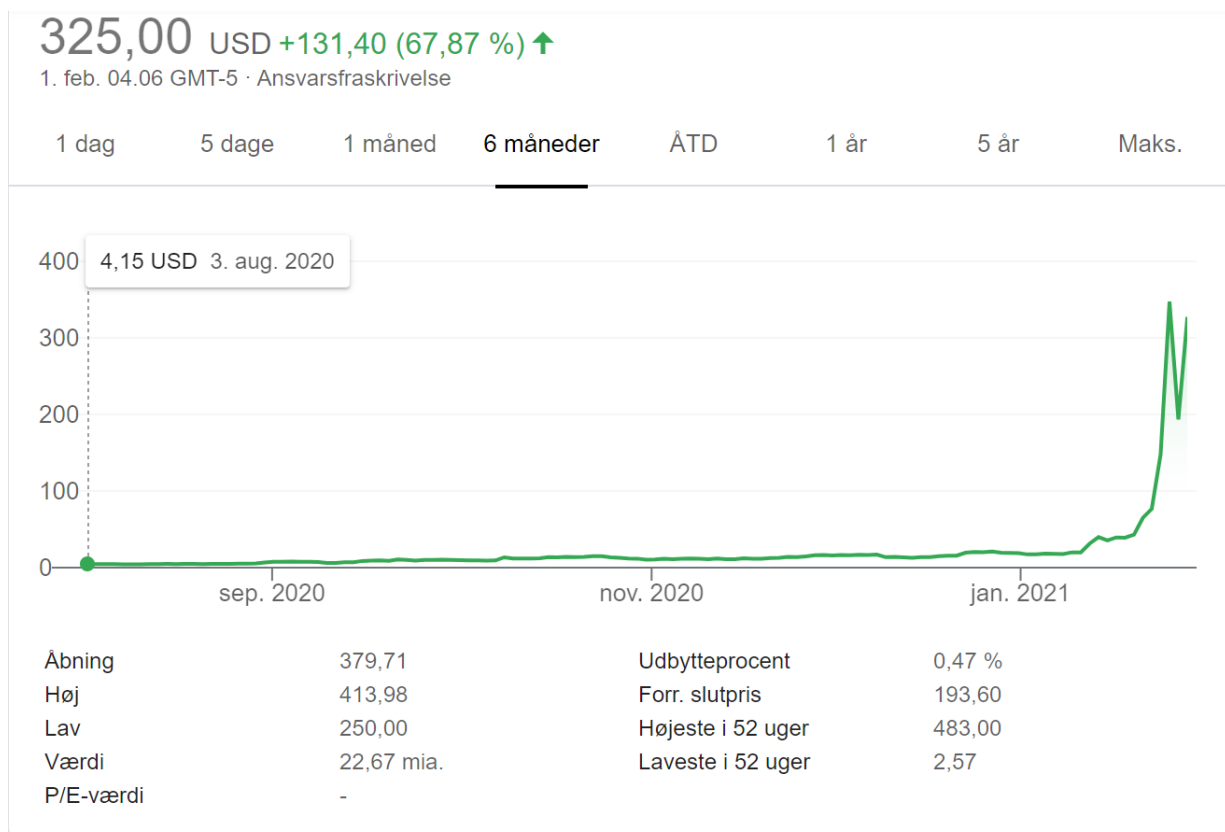 325,00 USD +131,40 (67,87 %)
1. feb. 04.06 GMT-5 · Ansvarsfraskrivelse
1 dag 5 dage 1 måned 6 måneder ÅTD 1 år 5 år Maks.
4,15 USD 3. aug. 2020
400
300
200
100
0
sep. 2020 nov. 2020 jan. 2021
Åbning 379,71 Udbytteprocent 0,47 %
Høj 413,98 Forr. slutpris 193,60
Lav 250,00 Højeste i 52 uger 483,00
Værdi 22,67 mia. Laveste i 52 uger 2,57
P/E-værdi -